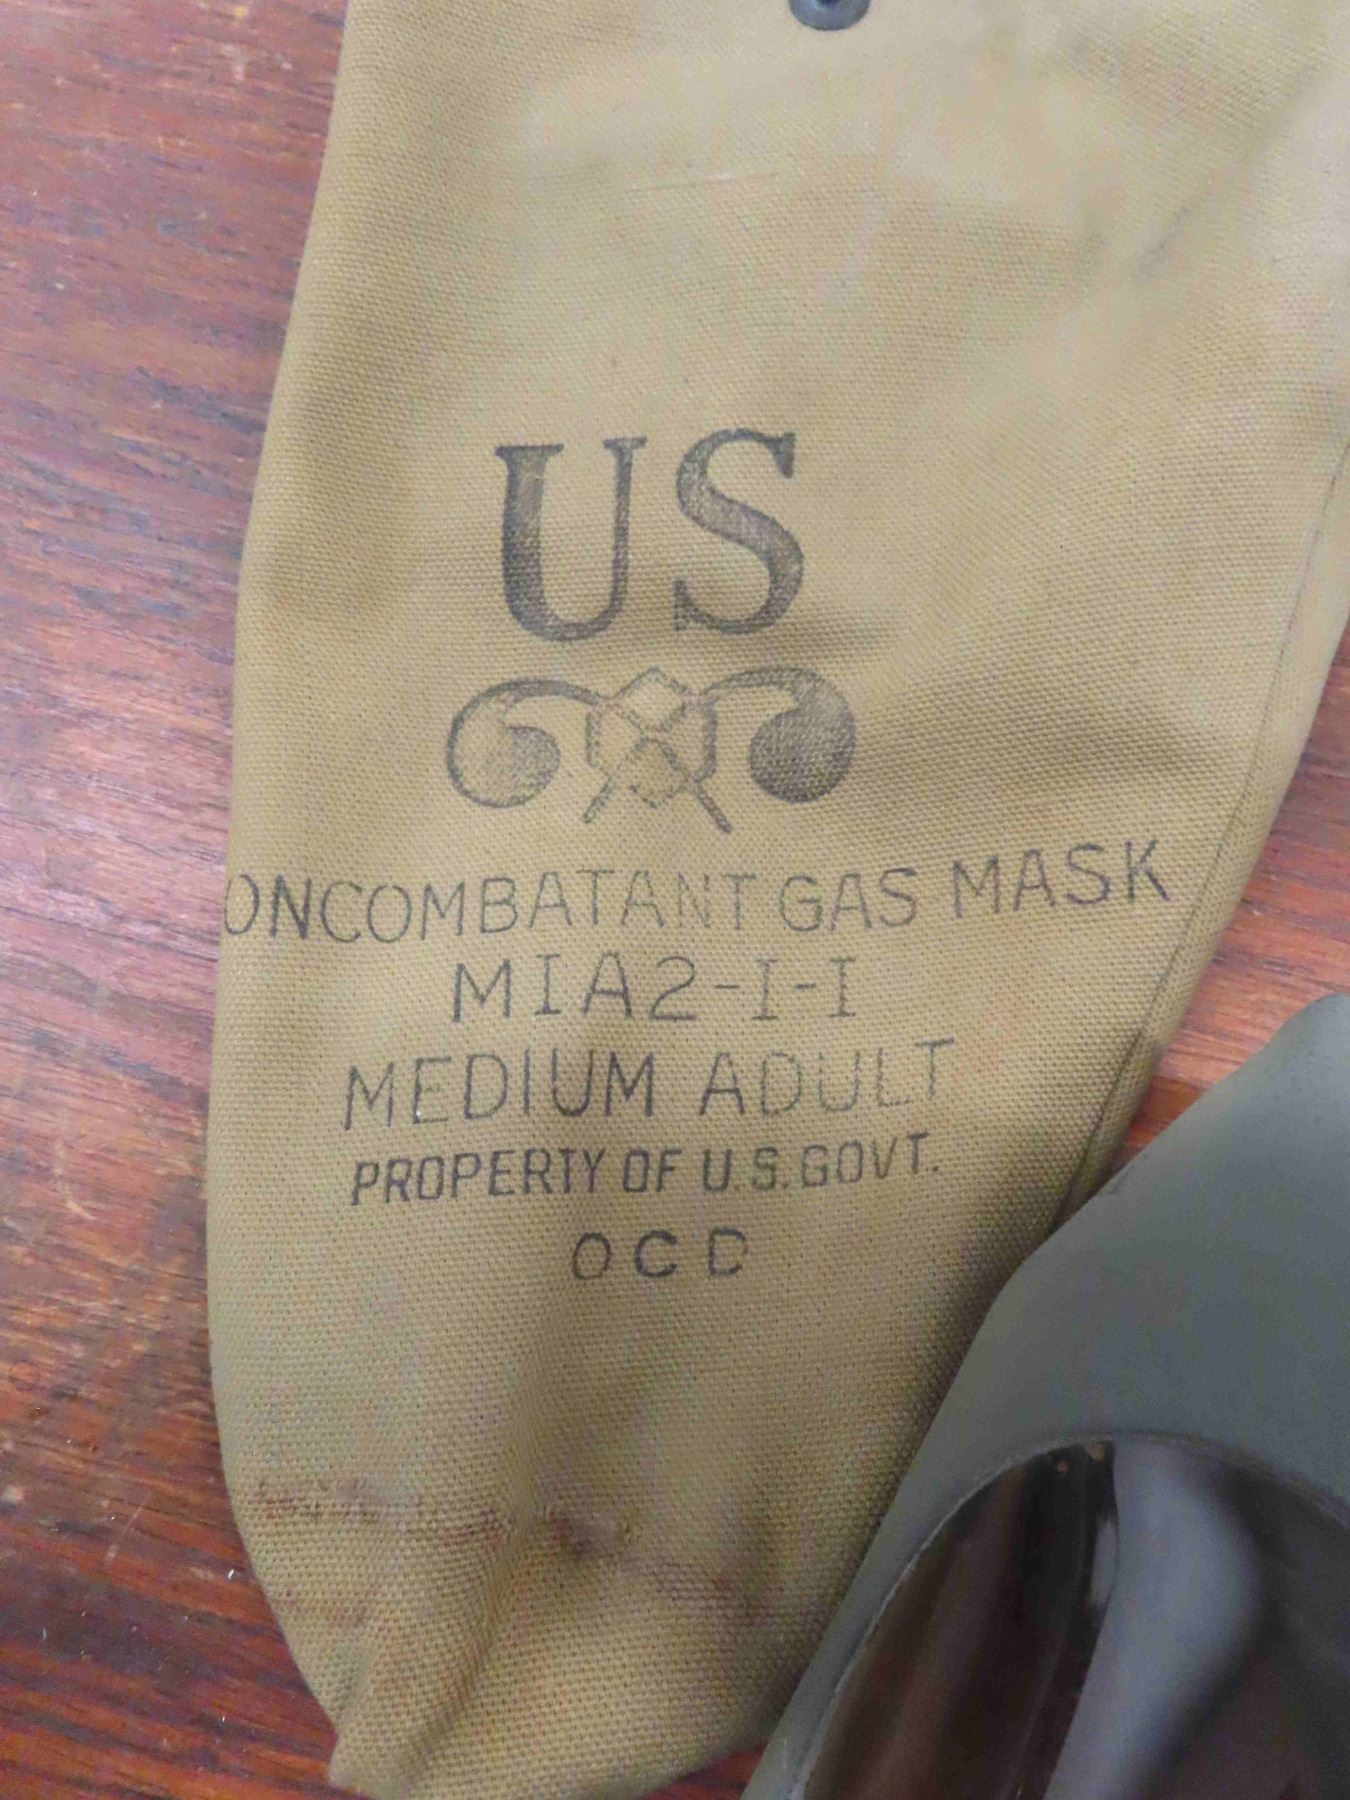 US
ONCOMBATANT GAS MASK
MIA2-I-I
MEDIUM ADULT
PROPERTY OF U.S. GOVT.
OCD